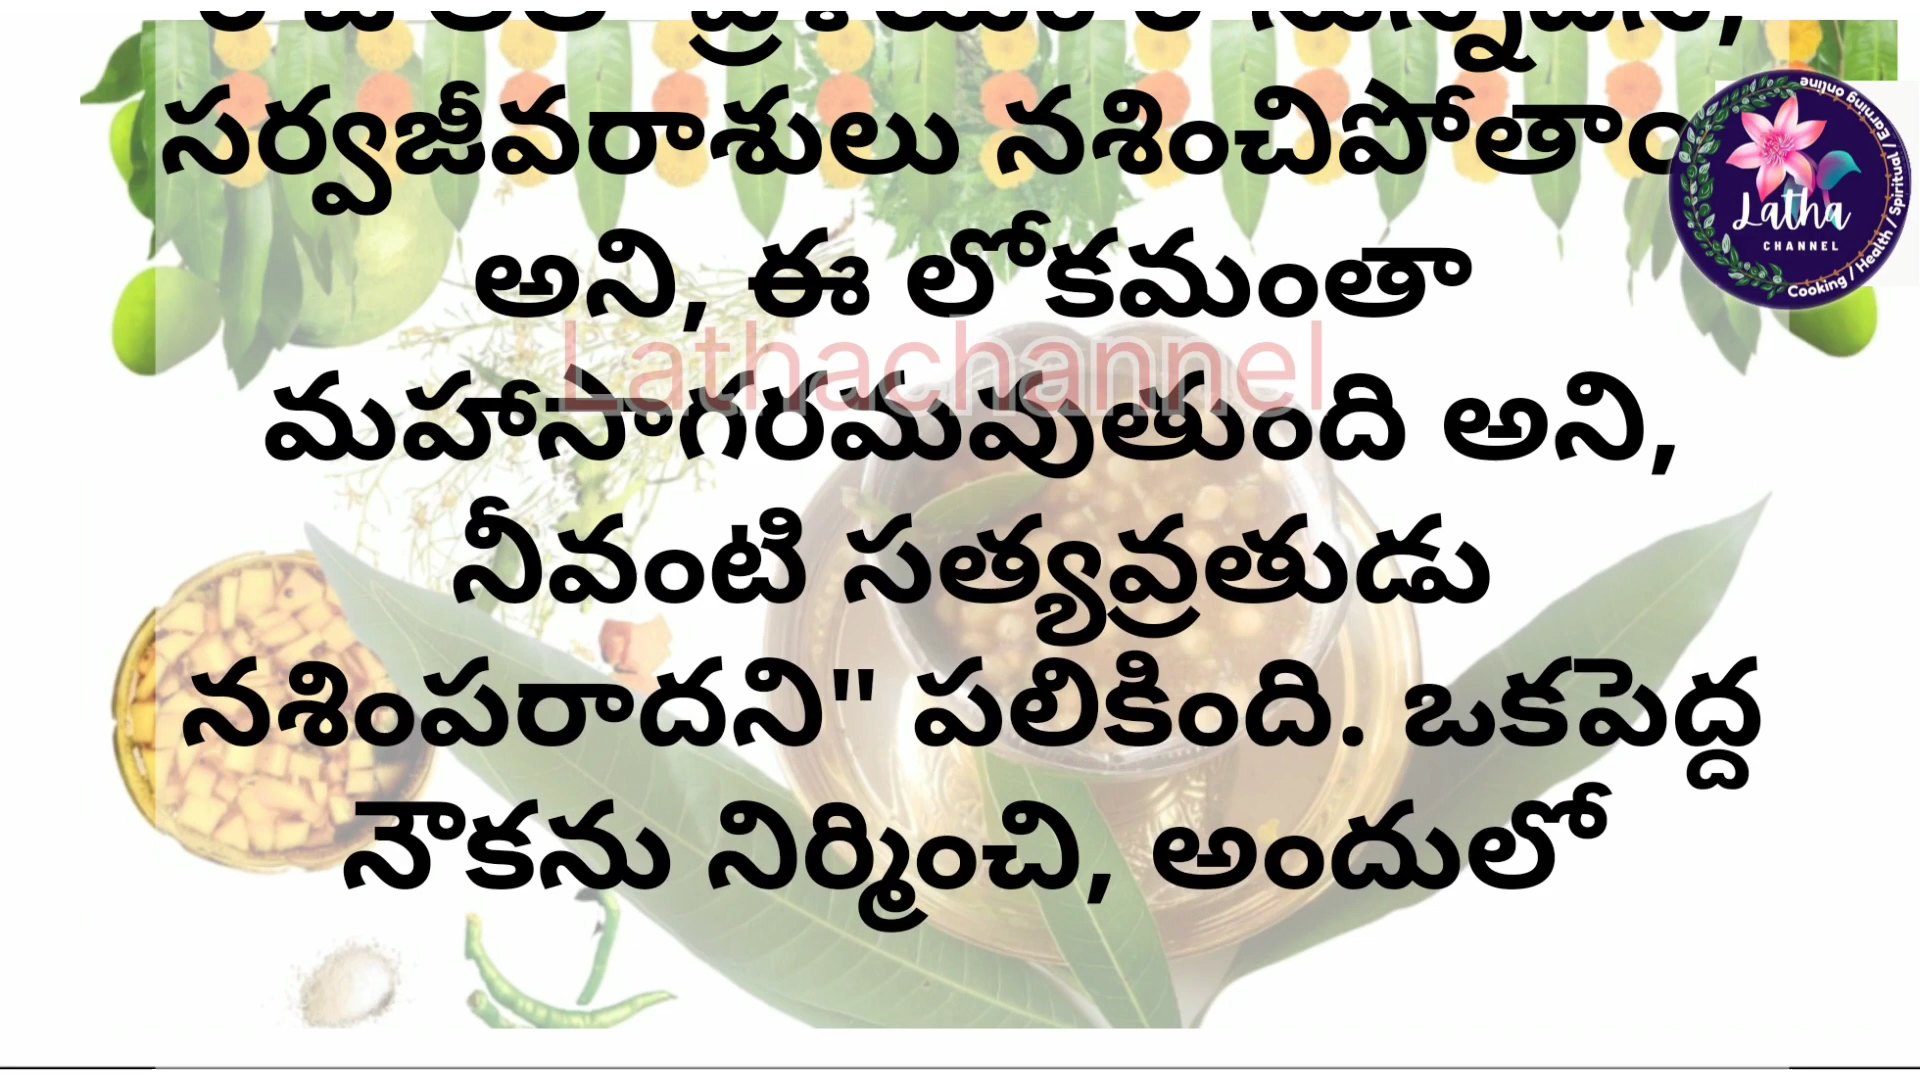 సర్వజీవరాశులు నశించిపోతాం
అని, ఈ లోకమంతా
Lathachannel
మహాసాగరమవుతుంది అని,
నీవంటి సత్యవ్రతుడు
నశింపరాదని" పలికింది. ఒకపెద్ద
నౌకను నిర్మించి, అందులో
Latha
CHANNEL
Cooking / Health / Spiritual / Earning online